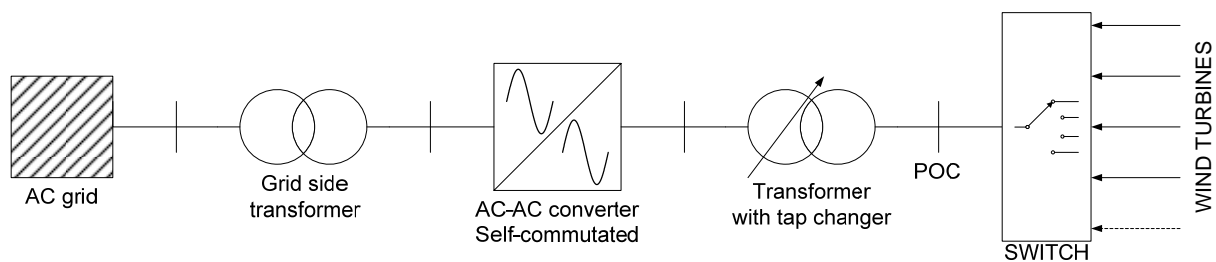 AC grid
Grid side
transformer
AC-AC converter
Self-commutated
Transformer
with tap changer
POC
SWITCH
WIND TURBINES